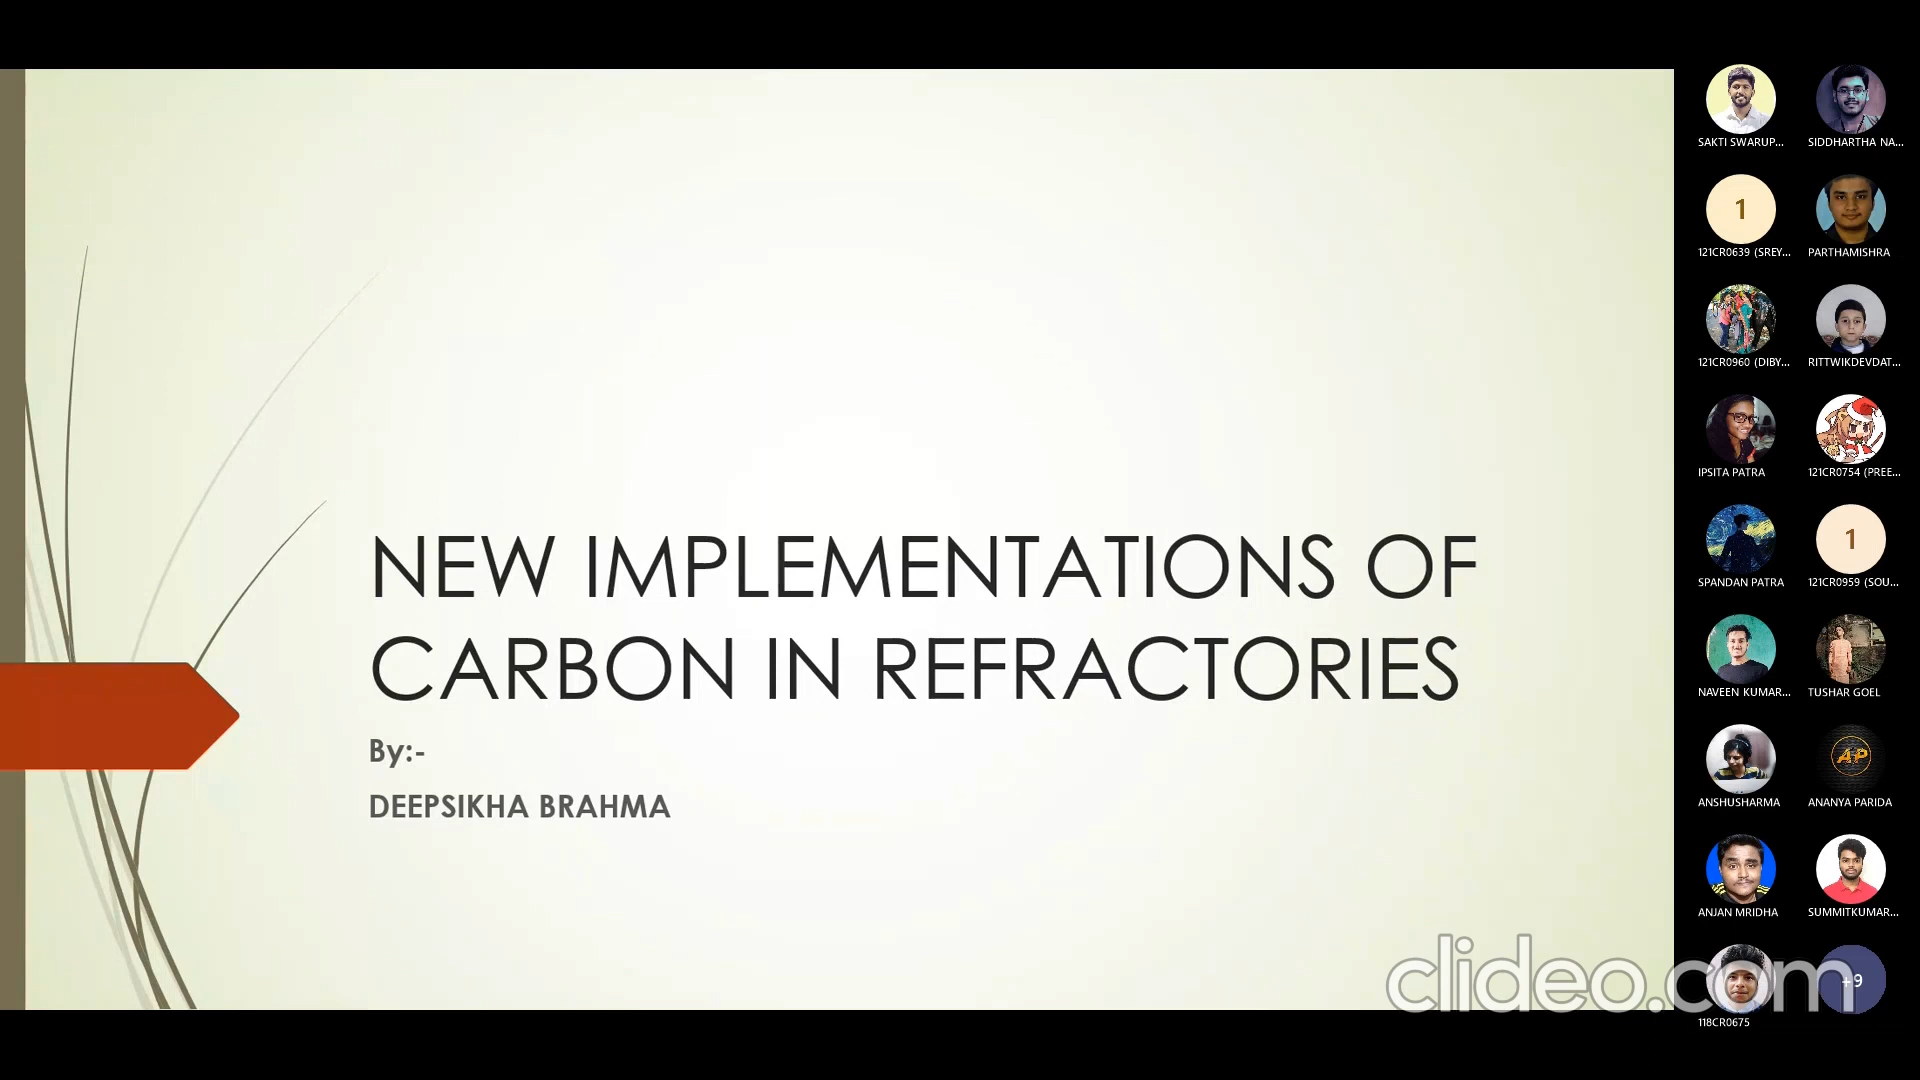 NEW IMPLEMENTATIONS OF
CARBON IN REFRACTORIES
By:-
DEEPSIKHA BRAHMA
SAKTI SWARUP...
SIDDHARTHA NA...
1
121CR0639 (SREY...
PARTHAMISHRA
121CR0960 (DIBY...
RITTWIKDEVDAT...
IPSITA PATRA
121CR0754 (PREE...
SPANDAN PATRA
1
121CR0959 (SOU...
NAVEEN KUMAR...
TUSHAR GOEL
ANSHUSHARMA
AP
ANANYA PARIDA
ANJAN MRIDHA
SUMMITKUMAR...
118CR0675
+9
clideo.com